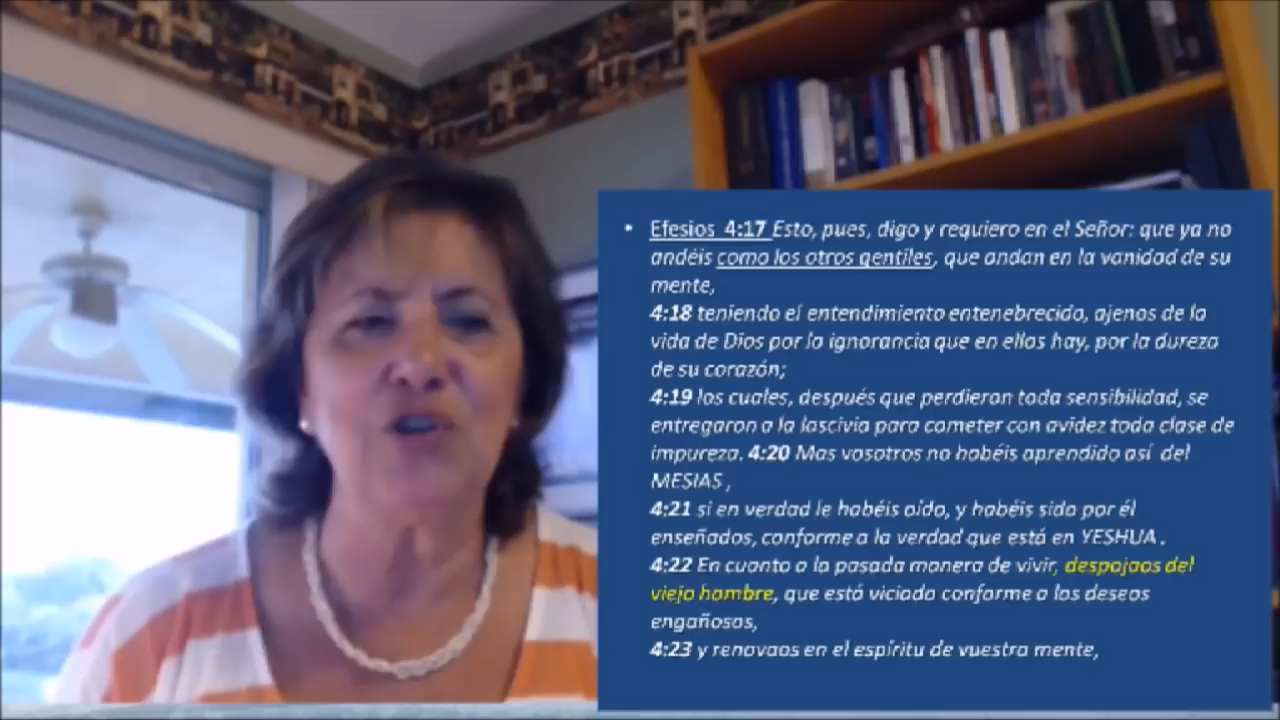 • Efesios 4:17 Esto, pues, digo y requiero en el Señor: que ya no
andéis como los otros gentiles, que andan en la vanidad de su
mente,
4:18 teniendo el entendimiento entenebrecido, ajenos de la
vida de Dios por la ignorancia que en ellos hay, por la dureza
de su corazón;
4:19 los cuales, después que perdieron toda sensibilidad, se
entregaron a la lascivia para cometer con avidez toda clase de
impureza. 4:20 Mas vosotros no habéis aprendido así del
MESIAS ,
4:21 si en verdad le habéis oído, y habéis sido por él
enseñados, conforme a la verdad que está en YESHUA .
4:22 En cuanto a la pasada manera de vivir, despojaos del
viejo hombre, que está viciado conforme a los deseos
engañosos,
4:23 y renovaos en el espíritu de vuestra mente,